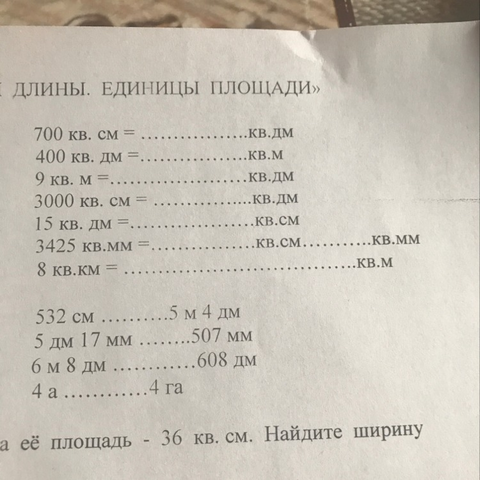 ДЛИНЫ. ЕДИНИЦЫ ПЛОЩАДИ»
700 кв. см = ..................кв.дм
400 кв. дм =..................кв.м
9 кв. м =.......................кв.дм
3000 кв. см = .................кв.дм
15 кв. дм =.....................кв.см
3425 кв.мм =..................кв.см...........кв.мм
8 кв.км = .......................................кв.м
532 см ..........5 м 4 дм
5 дм 17 мм ........507 мм
6 м 8 дм ............608 дм
4 а ............4 га
а её площадь - 36 кв. см. Найдите ширину